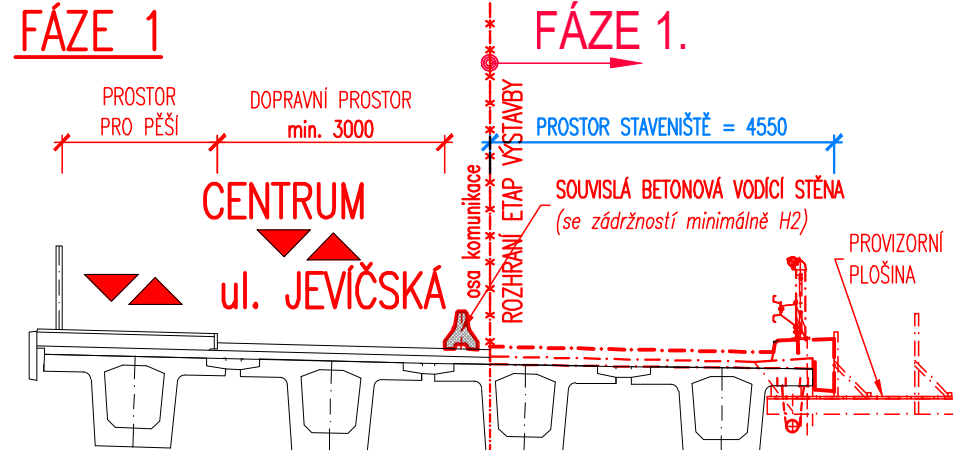 FÁZE 1
FÁZE 1.
PROSTOR
PRO PĚŠÍ
DOPRAVNÍ PROSTOR
min. 3000
PROSTOR STAVENIŠTĚ = 4550
CENTRUM
ul. JEVÍČSKÁ
osa komunikace
ROZHRANÍ ETAP VÝSTAVBY
SOUVISLÁ BETONOVÁ VODÍCÍ STĚNA
(se zádržností minimálně H2)
PROVIZORNÍ
PLOŠINA